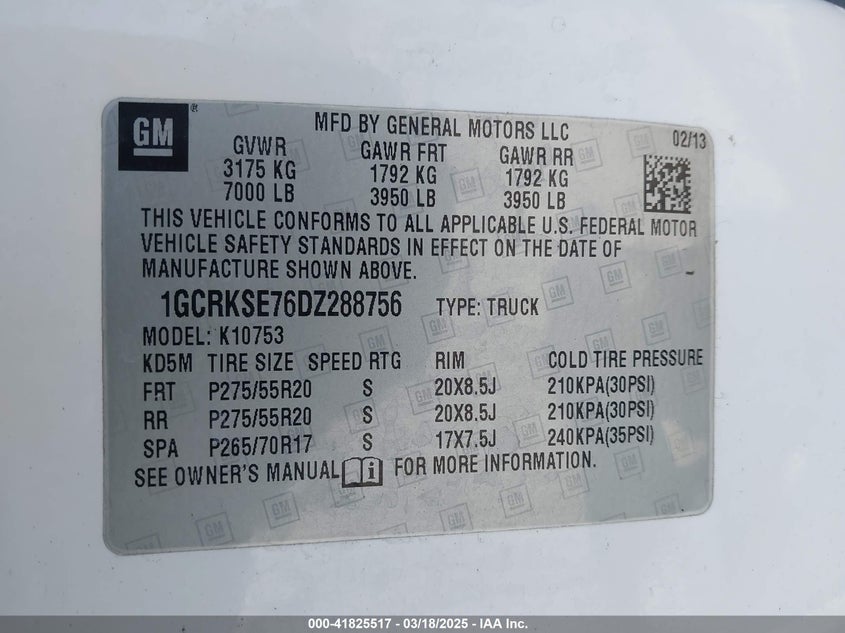 GM ®
MFD BY GENERAL MOTORS LLC
02/13
GVWR GAWR FRT GAWR RR
3175 KG 1792 KG 1792 KG
7000 LB 3950 LB 3950 LB
THIS VEHICLE CONFORMS TO ALL APPLICABLE U.S. FEDERAL MOTOR
VEHICLE SAFETY STANDARDS IN EFFECT ON THE DATE OF
MANUFACTURE SHOWN ABOVE.
1GCRKSE76DZ288756 TYPE: TRUCK
MODEL: K10753
KD5M TIRE SIZE SPEED RTG RIM COLD TIRE PRESSURE
FRT P275/55R20 S 20X8.5J 210KPA(30PSI)
RR P275/55R20 S 20X8.5J 210KPA(30PSI)
SPA P265/70R17 S 17X7.5J 240KPA(35PSI)
SEE OWNER'S MANUAL i FOR MORE INFORMATION.
000-41825517 - 03/18/2025 - IAA Inc.